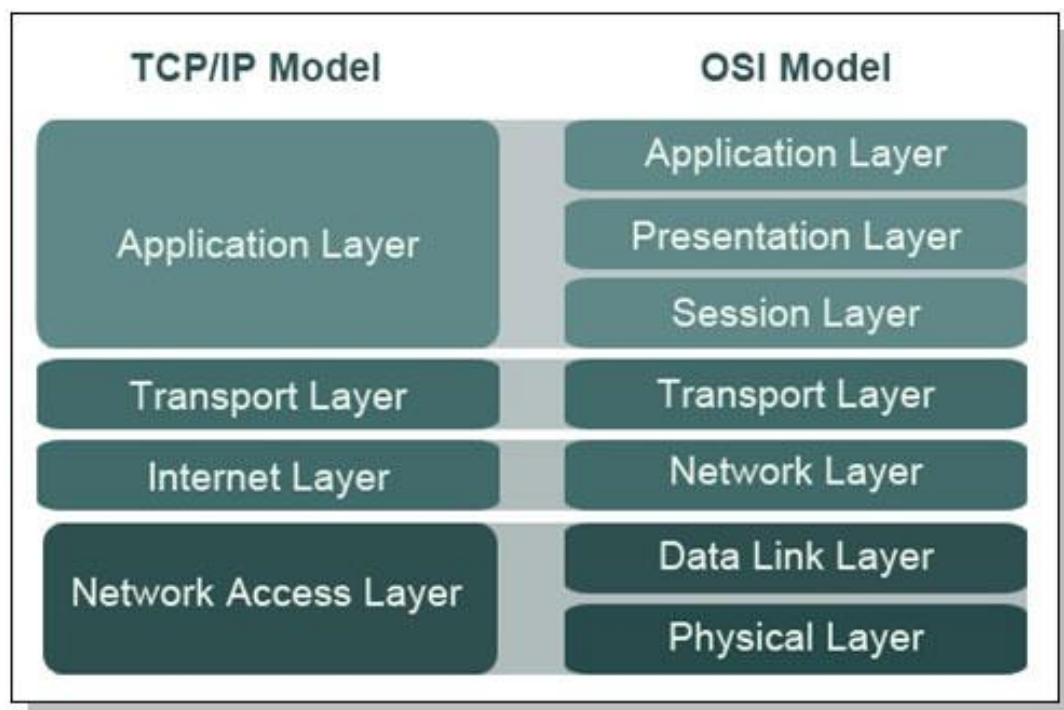 TCP/IP Model
OSI Model
Application Layer
Transport Layer
Internet Layer
Network Access Layer
Application Layer
Presentation Layer
Session Layer
Transport Layer
Network Layer
Data Link Layer
Physical Layer